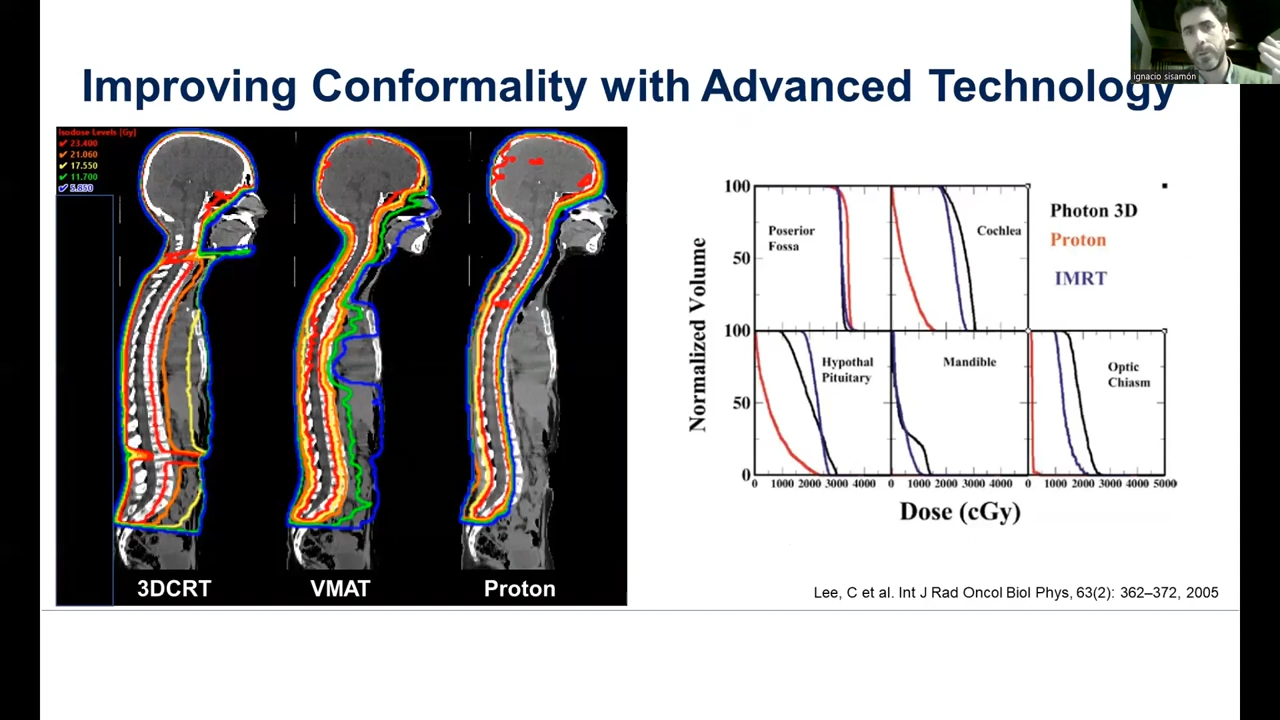 ignacio sisamón
Improving Conformality with Advanced Technology
Isodose Levels [Gy]
23.400
21.060
17.550
11.700
5.850
3DCRT
VMAT
Proton
Normalized Volume
100
50
100
50
0
Posperior
Fossa
Cochlea
Hypothal
Pituitary
Mandible
Optic
Chiasm
Photon 3D
Proton
IMRT
0 1000 2000 3000 4000 0 1000 2000 3000 4000 0 1000 2000 3000 4000 5000
Dose (cGy)
Lee, C et al. Int J Rad Oncol Biol Phys, 63(2): 362–372, 2005